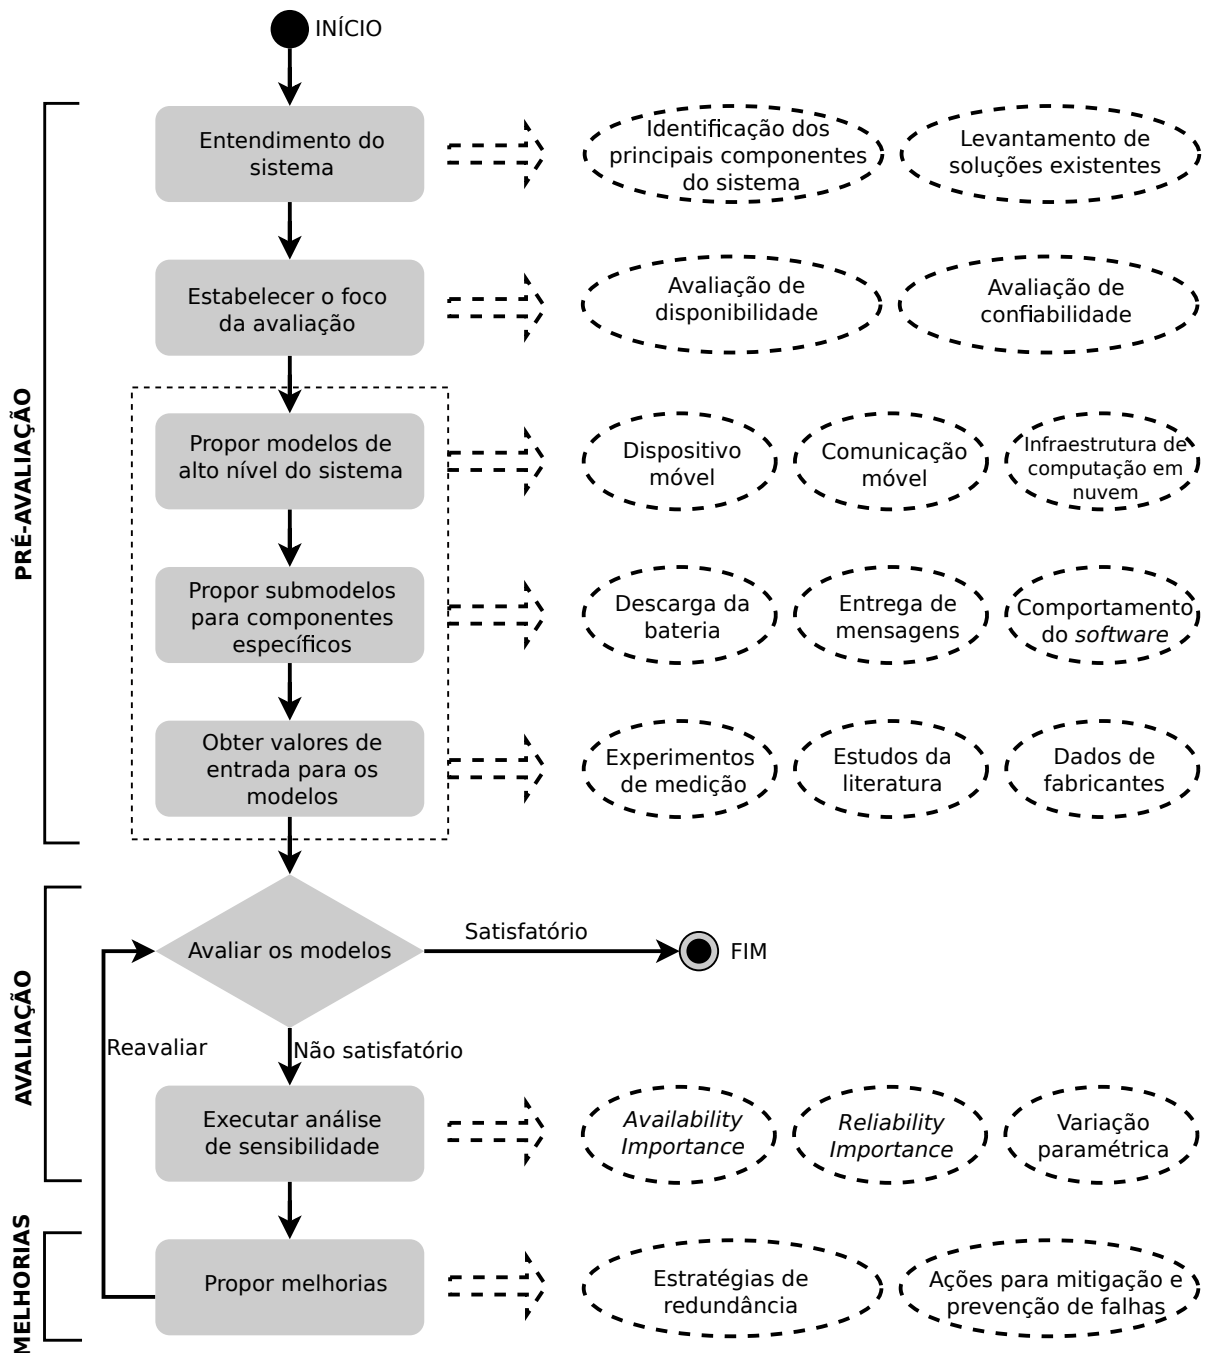 INÍCIO
PRÉ-AVALIAÇÃO
Entendimento do
sistema
Identificação dos
principais componentes
do sistema
Levantamento de
soluções existentes
Estabelecer o foco
da avaliação
Avaliação de
disponibilidade
Avaliação de
confiabilidade
Propor modelos de
alto nível do sistema
Dispositivo
móvel
Comunicação
móvel
Infraestrutura de
computação em
nuvem
Propor submodelos
para componentes
específicos
Descarga da
bateria
Entrega de
mensagens
Comportamento
do software
Obter valores de
entrada para os
modelos
Experimentos
de medição
Estudos da
literatura
Dados de
fabricantes
AVALIAÇÃO
Avaliar os modelos
Satisfatório
FIM
Reavaliar
Não satisfatório
Executar análise
de sensibilidade
Availability
Importance
Reliability
Importance
Variação
paramétrica
MELHORIAS
Propor melhorias
Estratégias de
redundância
Ações para mitigação e
prevenção de falhas